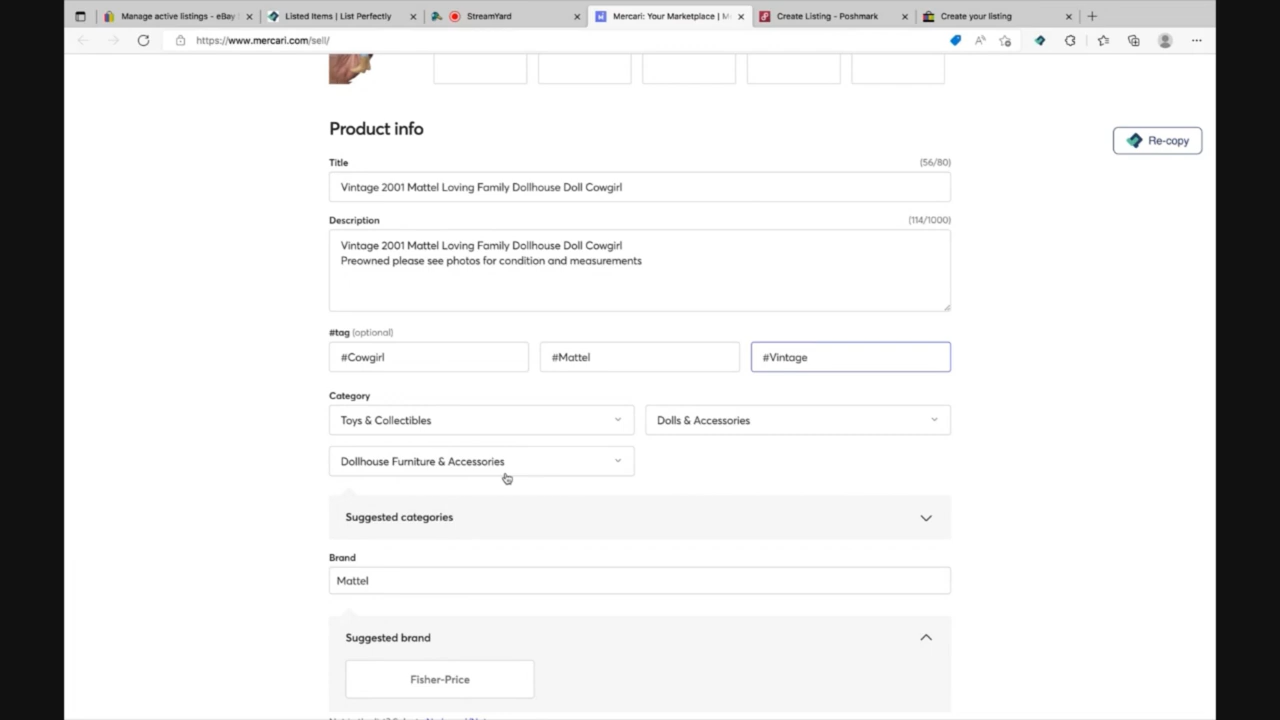 Manage active listings - eBay
Listed Items | List Perfectly
StreamYard
Mercari: Your Marketplace | M
Create Listing - Poshmark
Create your listing
https://www.mercari.com/sell/
Product info
Re-copy
Title
(56/80)
Vintage 2001 Mattel Loving Family Dollhouse Doll Cowgirl
Description
(114/1000)
Vintage 2001 Mattel Loving Family Dollhouse Doll Cowgirl
Preowned please see photos for condition and measurements
#tag (optional)
#Cowgirl
#Mattel
#Vintage
Category
Toys & Collectibles
Dolls & Accessories
Dollhouse Furniture & Accessories
Suggested categories
Brand
Mattel
Suggested brand
Fisher-Price